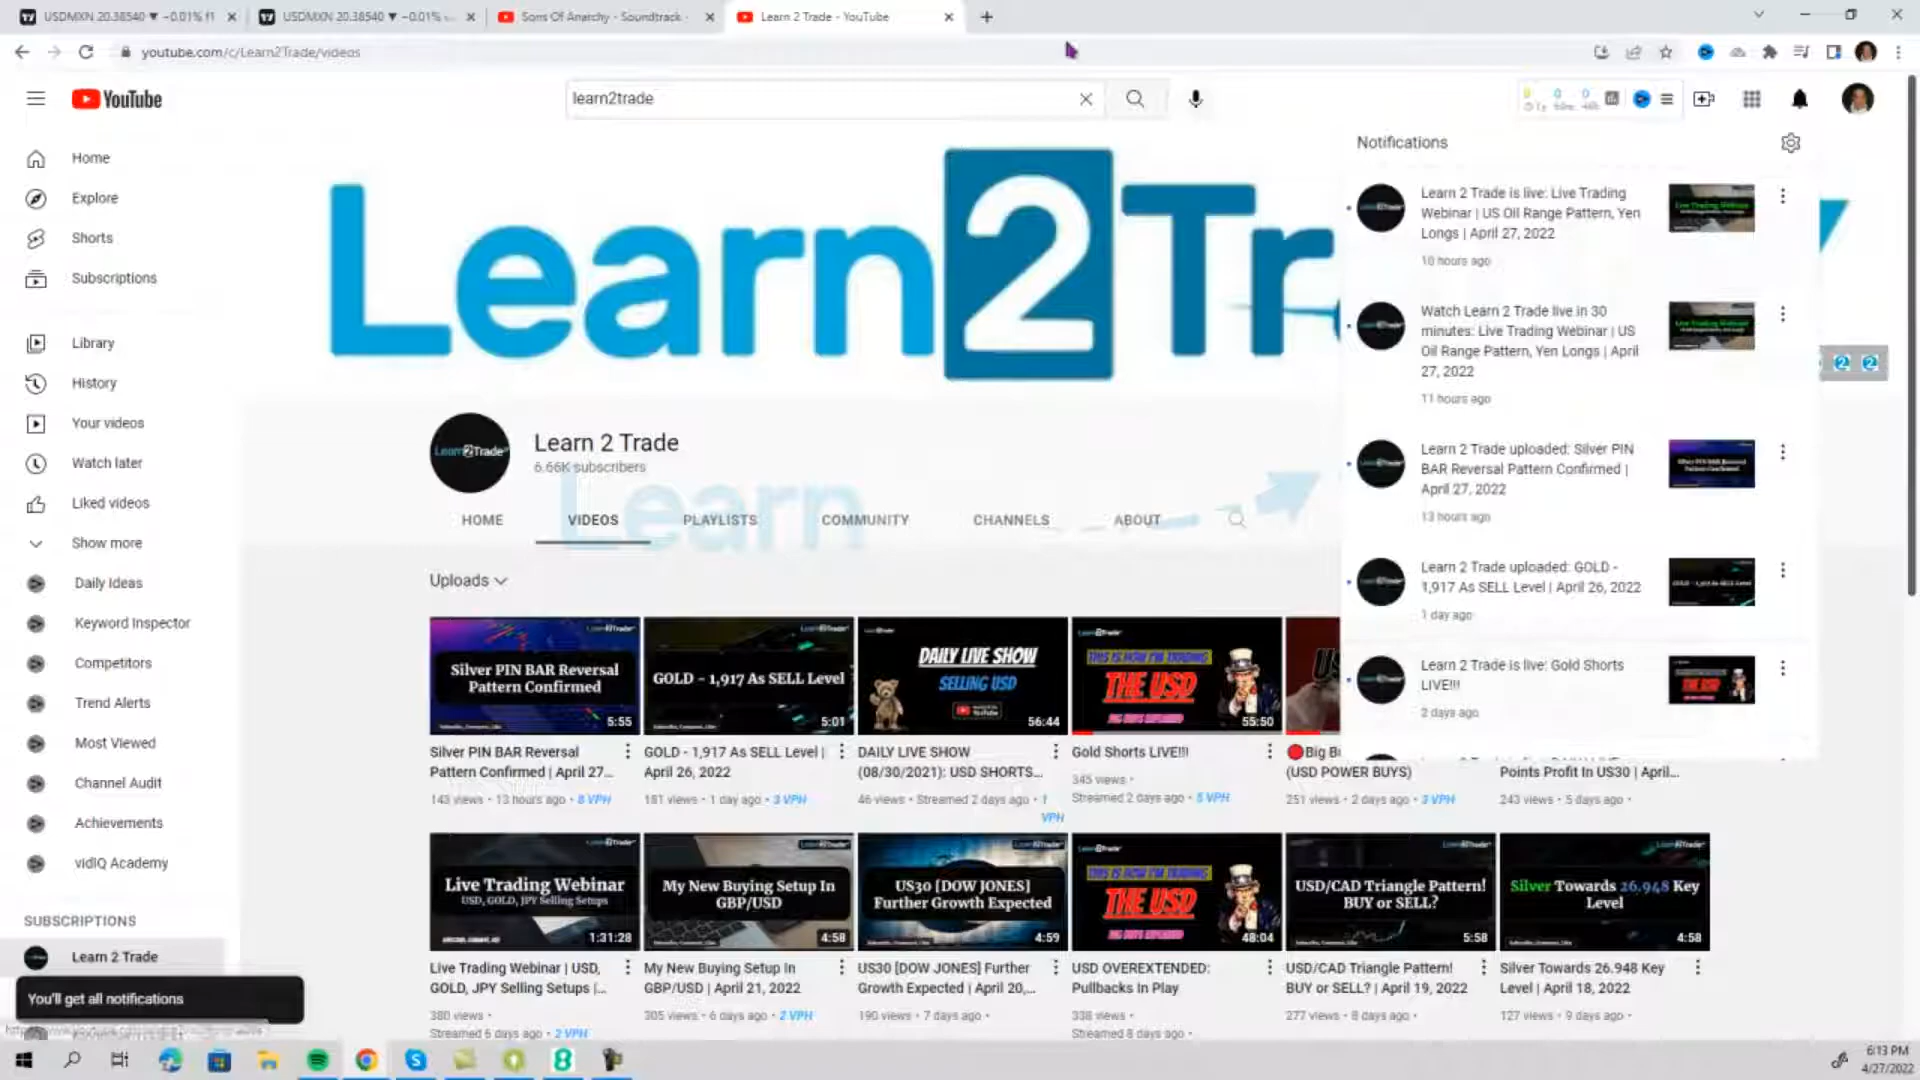 USDMXN 20.38540 ▼ −0.01%
USDMXN 20.38540 ▼ −0.01%
Sons Of Anarchy - Soundtrack -
Learn 2 Trade - YouTube
youtube.com/c/Learn2Trade/videos
YouTube
learn2trade
Home
Explore
Shorts
Subscriptions
Library
History
Your videos
Watch later
Liked videos
Show more
Daily Ideas
Keyword Inspector
Competitors
Trend Alerts
Most Viewed
Channel Audit
Achievements
vidIQ Academy
SUBSCRIPTIONS
Learn 2 Trade
You'll get all notifications
Learn2Tr
Learn
Learn2Trade
Learn 2 Trade
6.66K subscribers
HOME
VIDEOS
PLAYLISTS
COMMUNITY
CHANNELS
ABOUT
Uploads
Silver PIN BAR Reversal
Pattern Confirmed
5:55
Silver PIN BAR Reversal
Pattern Confirmed | April 27...
143 views • 13 hours ago • 8 VPH
GOLD - 1,917 As SELL Level
5:01
GOLD - 1,917 As SELL Level |
April 26, 2022
181 views • 1 day ago • 3 VPH
DAILY LIVE SHOW
SELLING USD
56:44
DAILY LIVE SHOW
(08/30/2021): USD SHORTS...
46 views • Streamed 2 days ago • 1
VPH
THIS IS HOW I'M TRADING
THE USD
55:50
Gold Shorts LIVE!!!
345 views •
Streamed 2 days ago • 5 VPH
US
Big B
(USD POWER BUYS)
251 views • 2 days ago • 3 VPH
Points Profit In US30 | April...
243 views • 5 days ago •
Live Trading Webinar
USD, GOLD, JPY Selling Setups
1:31:28
Live Trading Webinar | USD,
GOLD, JPY Selling Setups |...
380 views •
Streamed 6 days ago • 2 VPH
My New Buying Setup In
GBP/USD
4:58
My New Buying Setup In
GBP/USD | April 21, 2022
305 views • 6 days ago • 2 VPH
US30 [DOW JONES]
Further Growth Expected
4:59
US30 [DOW JONES] Further
Growth Expected | April 20,...
190 views • 7 days ago •
THIS IS HOW I'M TRADING
THE USD
48:04
USD OVEREXTENDED:
Pullbacks In Play
338 views •
Streamed 8 days ago •
USD/CAD Triangle Pattern!
BUY or SELL?
5:58
USD/CAD Triangle Pattern!
BUY or SELL? | April 19, 2022
277 views • 8 days ago •
Silver Towards 26.948 Key
Level
4:58
Silver Towards 26.948 Key
Level | April 18, 2022
127 views • 9 days ago •
Notifications
Learn 2 Trade is live: Live Trading
Webinar | US Oil Range Pattern, Yen
Longs | April 27, 2022
10 hours ago
Watch Learn 2 Trade live in 30
minutes: Live Trading Webinar | US
Oil Range Pattern, Yen Longs | April
27, 2022
11 hours ago
Learn 2 Trade uploaded: Silver PIN
BAR Reversal Pattern Confirmed |
April 27, 2022
13 hours ago
Learn 2 Trade uploaded: GOLD -
1,917 As SELL Level | April 26, 2022
1 day ago
Learn 2 Trade is live: Gold Shorts
LIVE!!!
2 days ago
6:13 PM
4/27/2022